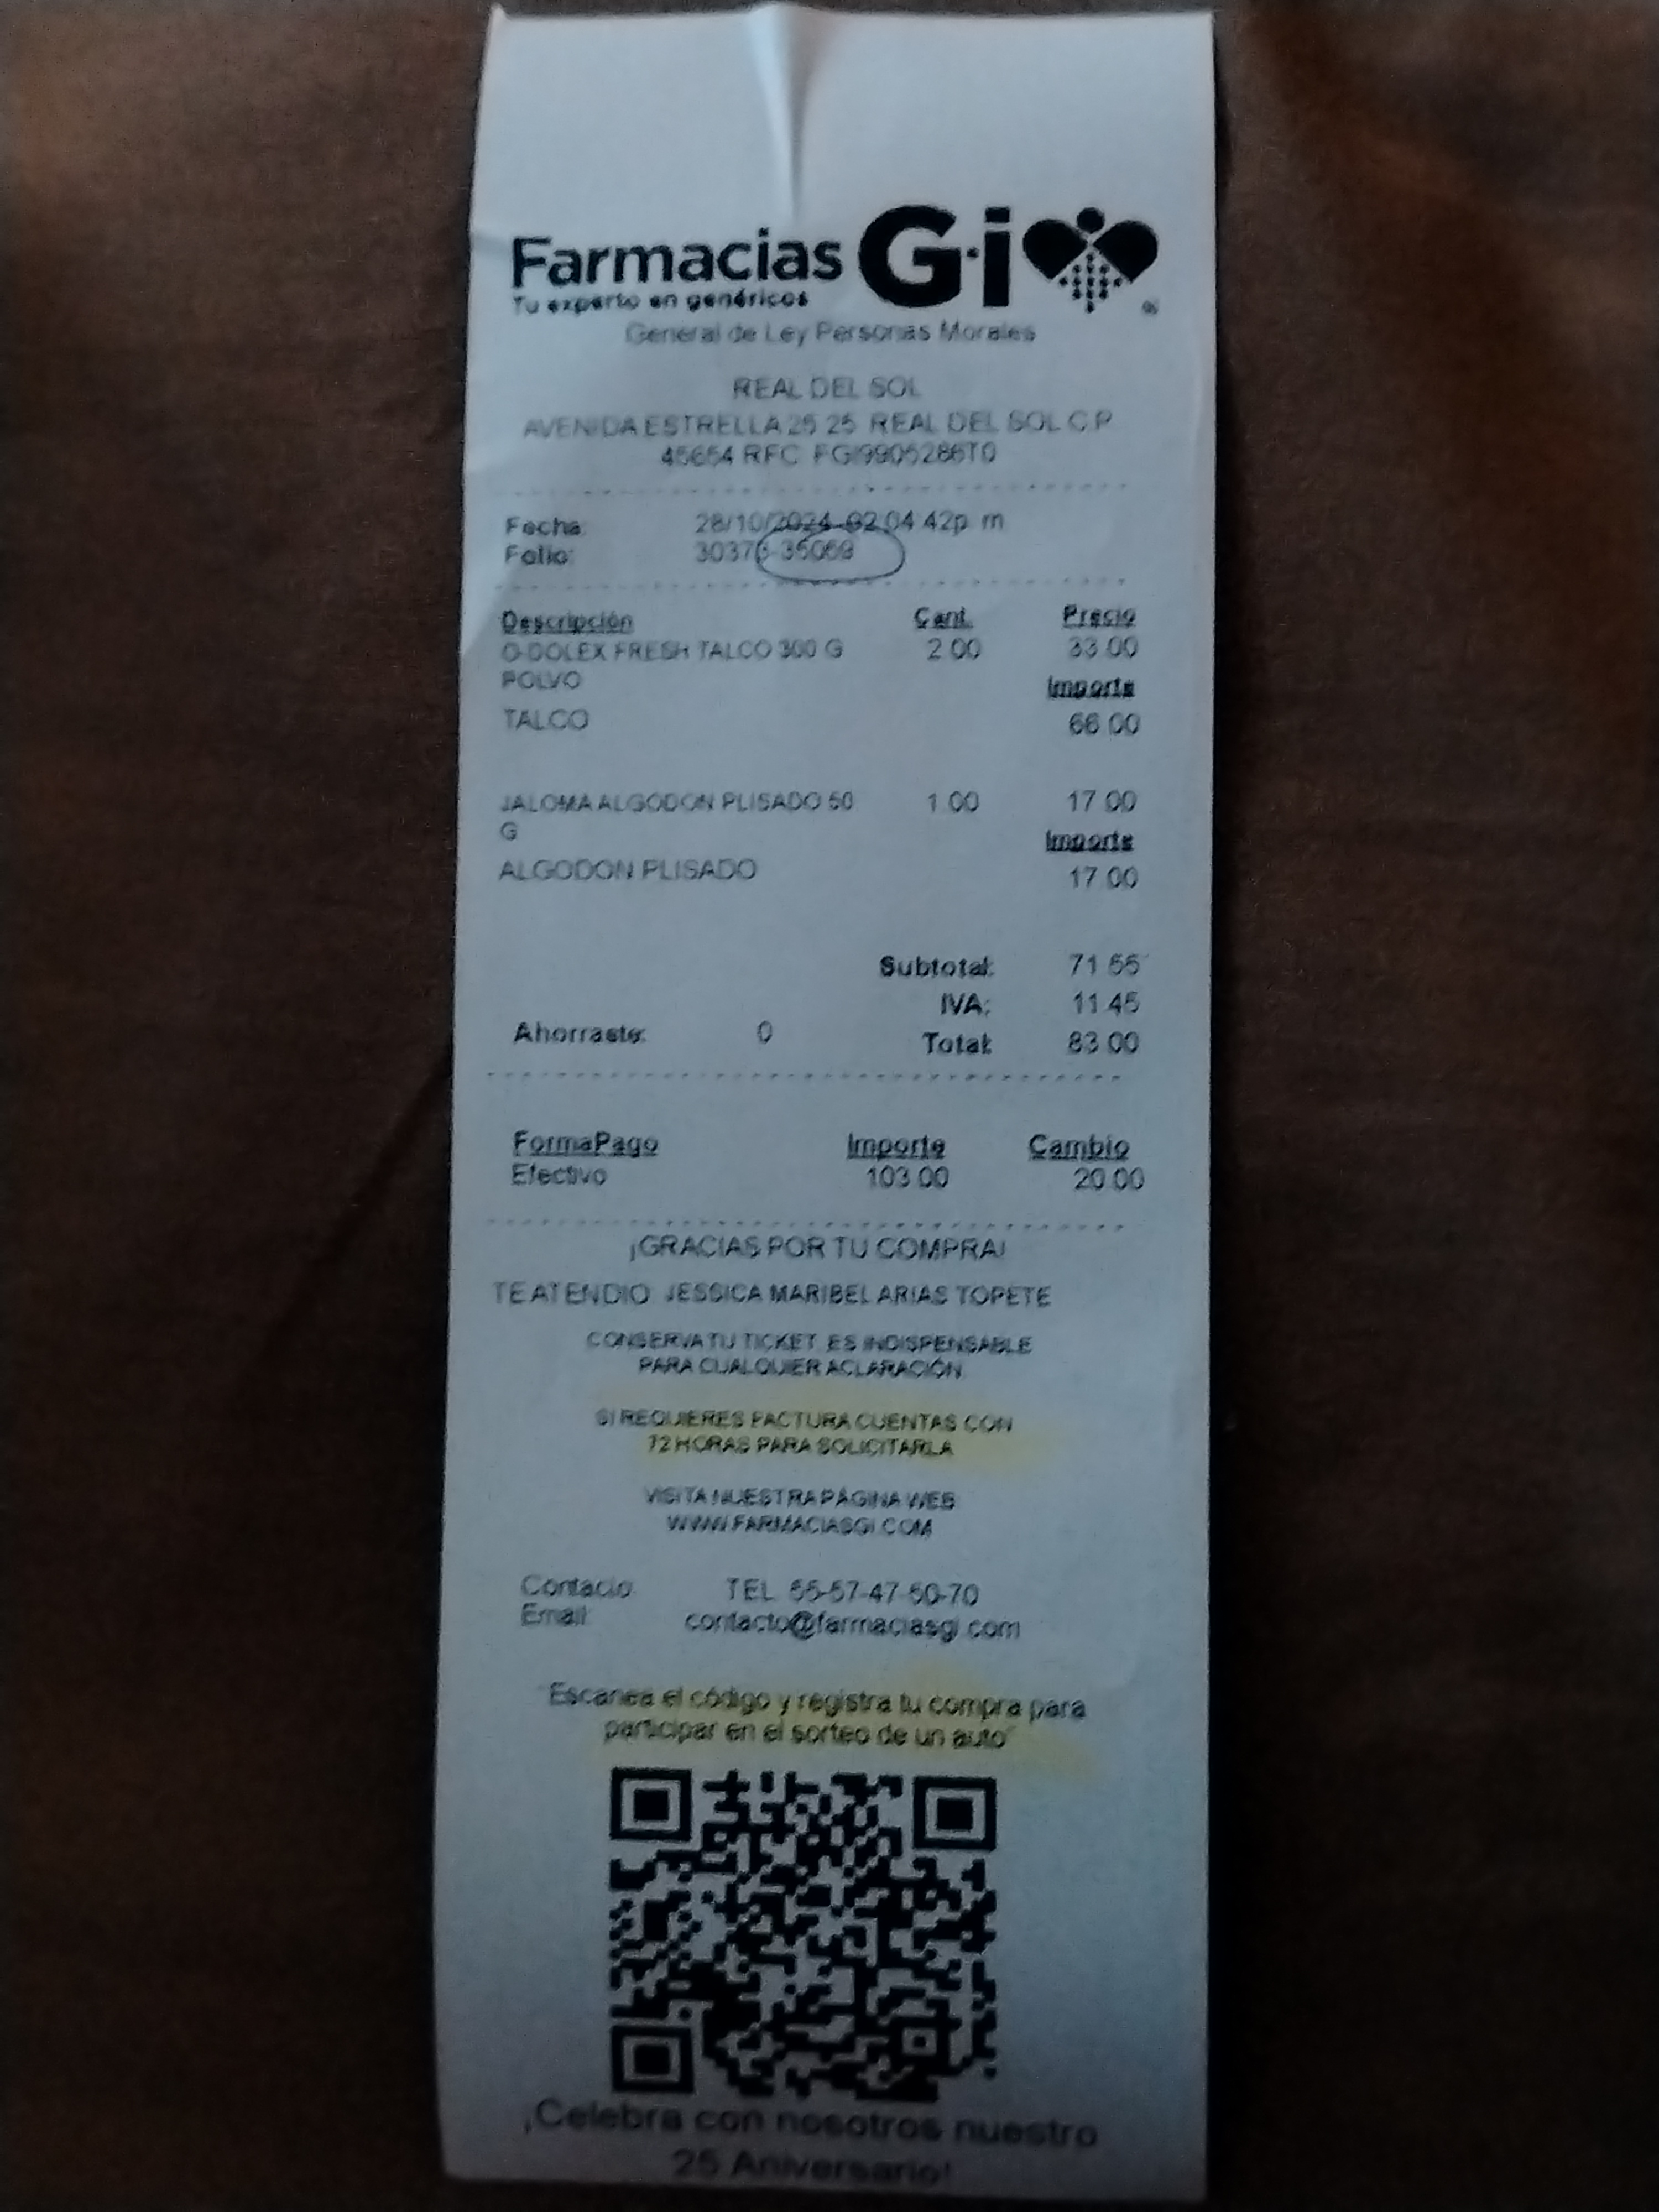 Farmacias G·i
Tu experto en genéricos
General de Ley Personas Morales
REAL DEL SOL
AVENIDA ESTRELLA 25 25 REAL DEL SOL C.P
45654 RFC FGI9905286T0
Fecha: 28/10/2024 02:04:42p. m.
Folio: 35069
Descripción Cant. Precio
O-DOLEX FRESH TALCO 300 G 2.00 33.00
POLVO Importe
TALCO 66.00
JALOMA ALGODON PLISADO 50 1.00 17.00
G Importe
ALGODON PLISADO 17.00
Subtotal: 71.55
IVA: 11.45
Ahorraste: 0 Total: 83.00
FormaPago Importe Cambio
Efectivo 103.00 20.00
¡GRACIAS POR TU COMPRA!
TE ATENDIO JESSICA MARIBEL ARIAS TOPETE
CONSERVA TU TICKET. ES INDISPENSABLE
PARA CUALQUIER ACLARACIÓN.
SI REQUIERES FACTURA CUENTAS CON
72 HORAS PARA SOLICITARLA
VISITA NUESTRA PÁGINA WEB
WWW.FARMACIASGI.COM
Contacto: TEL. 55-57-47-50-70
Email: contacto@farmaciasgi.com
"Escanea el código y registra tu compra para
participar en el sorteo de un auto"
¡Celebra con nosotros nuestro
25 Aniversario!